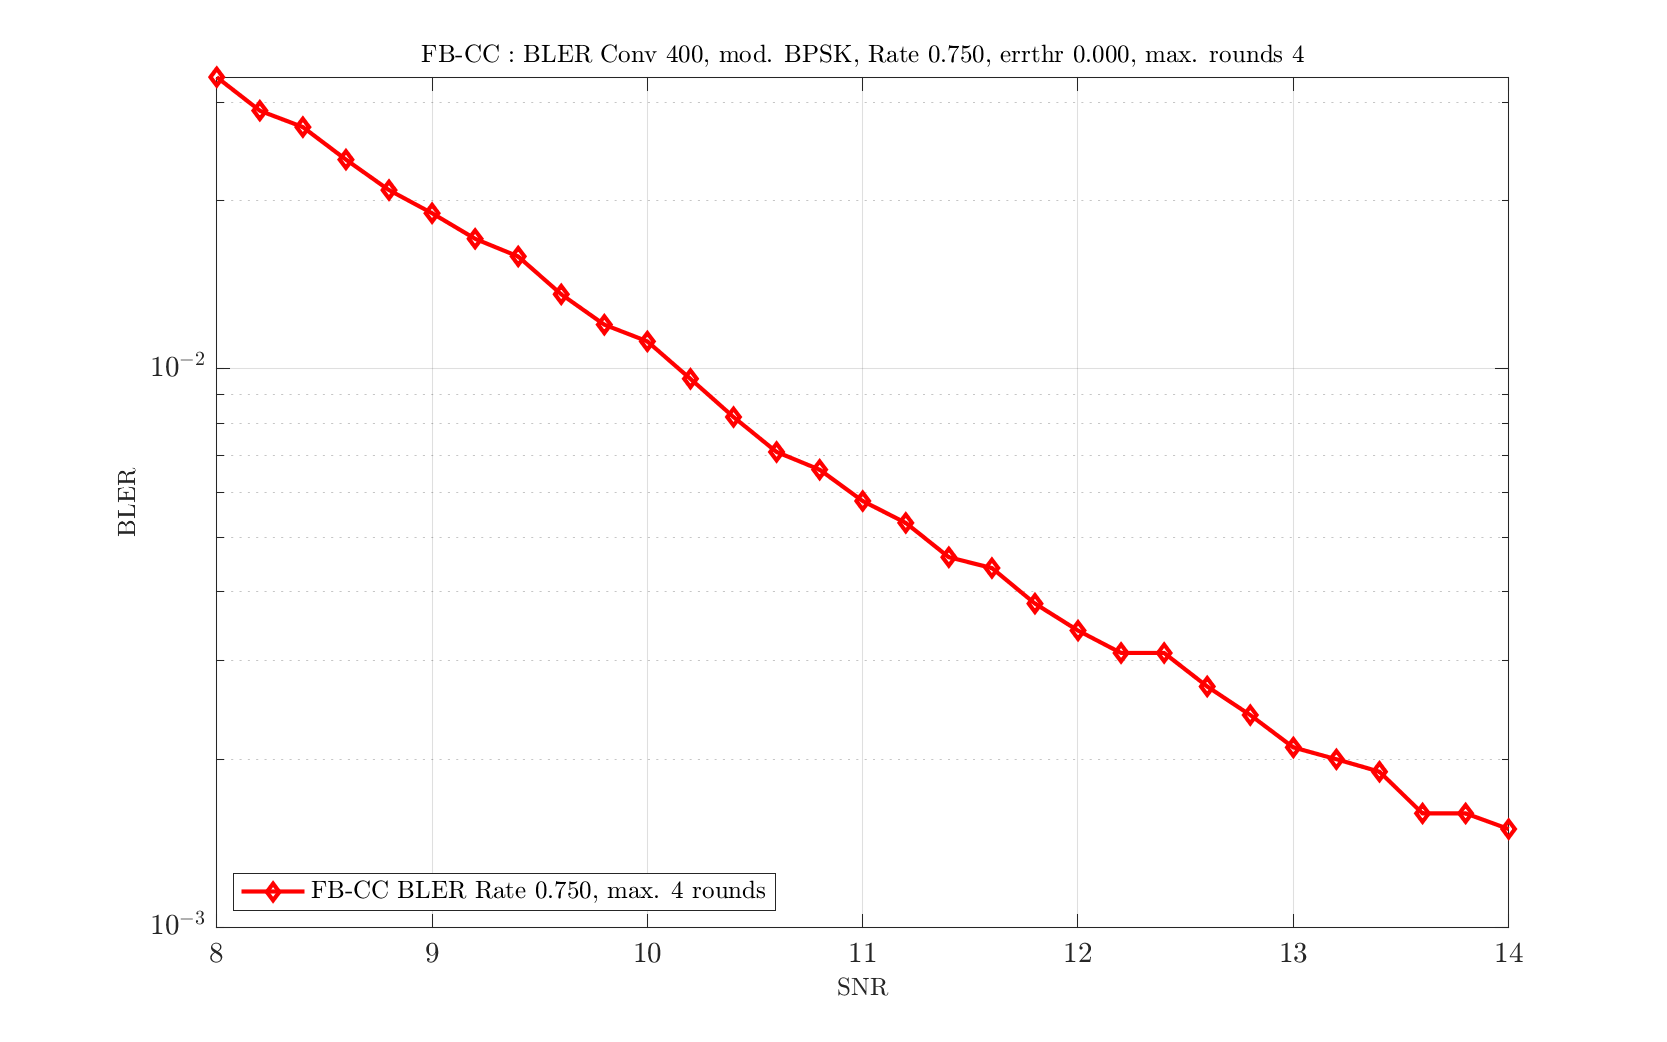 FB-CC : BLER Conv 400, mod. BPSK, Rate 0.750, errthr 0.000, max. rounds 4
BLER
10⁻²
10⁻³
FB-CC BLER Rate 0.750, max. 4 rounds
8 9 10 11 12 13 14
SNR